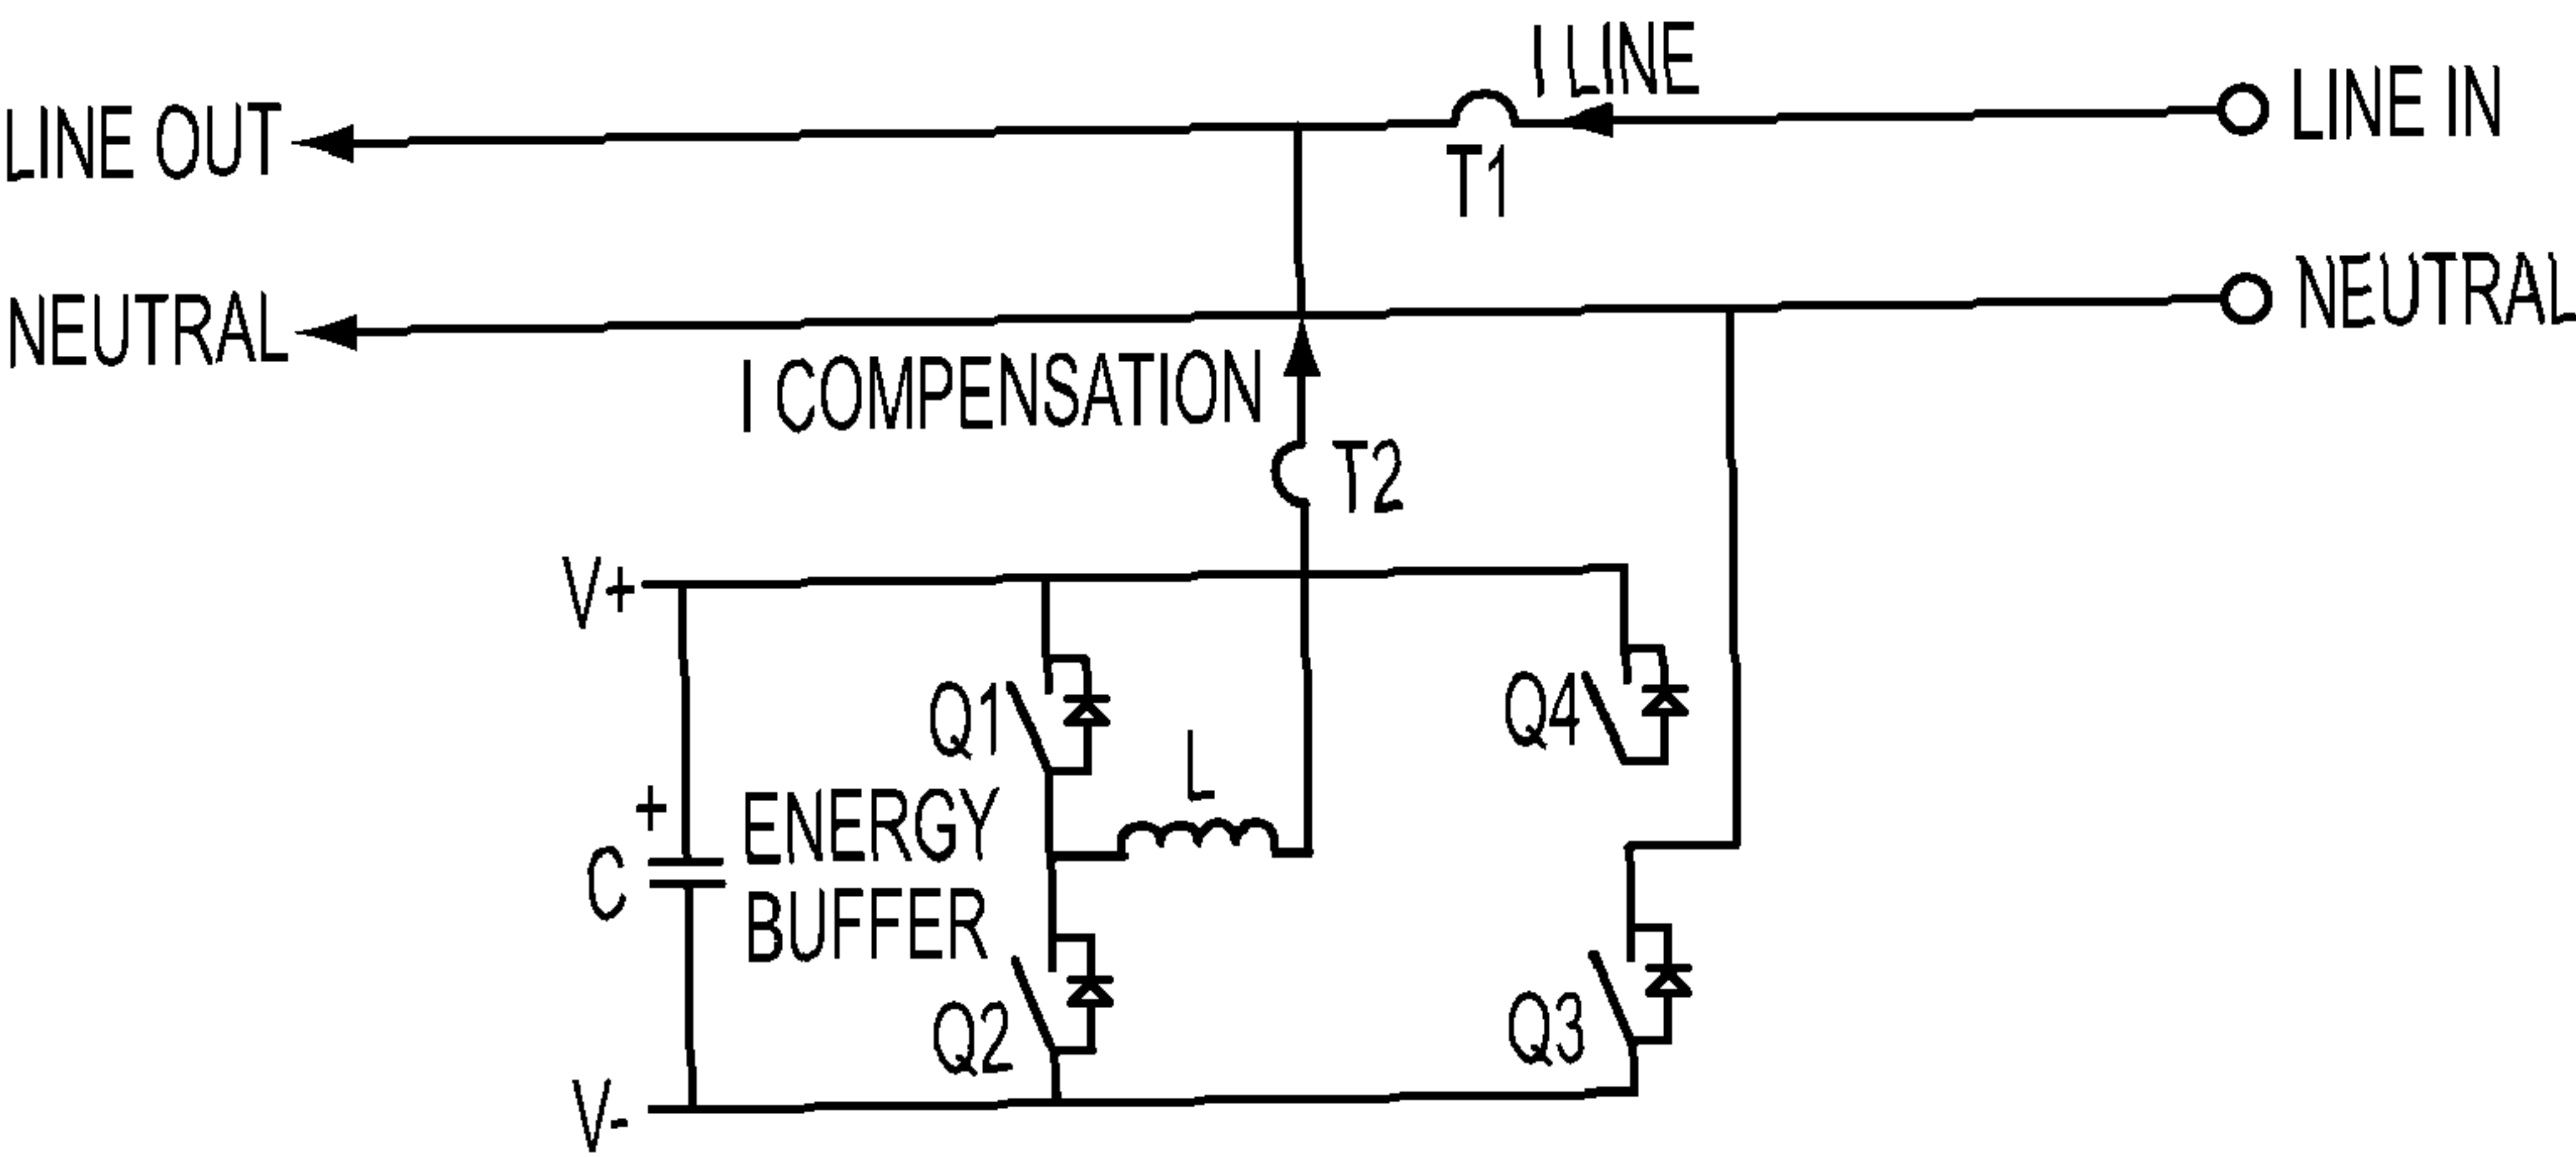 I LINE
LINE IN
LINE OUT
T1
NEUTRAL
NEUTRAL
I COMPENSATION
T2
V+
Q1
Q4
L
+
C
ENERGY
BUFFER
Q2
Q3
V-